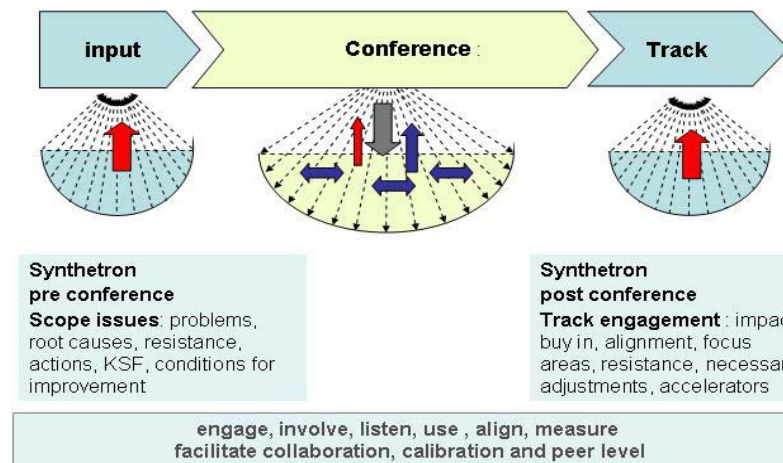 input
Conference :
Track
Synthetron
pre conference
Scope issues: problems,
root causes, resistance,
actions, KSF, conditions for
improvement
Synthetron
post conference
Track engagement : impac
buy in, alignment, focus
areas, resistance, necessar
adjustments, accelerators
engage, involve, listen, use , align, measure
facilitate collaboration, calibration and peer level